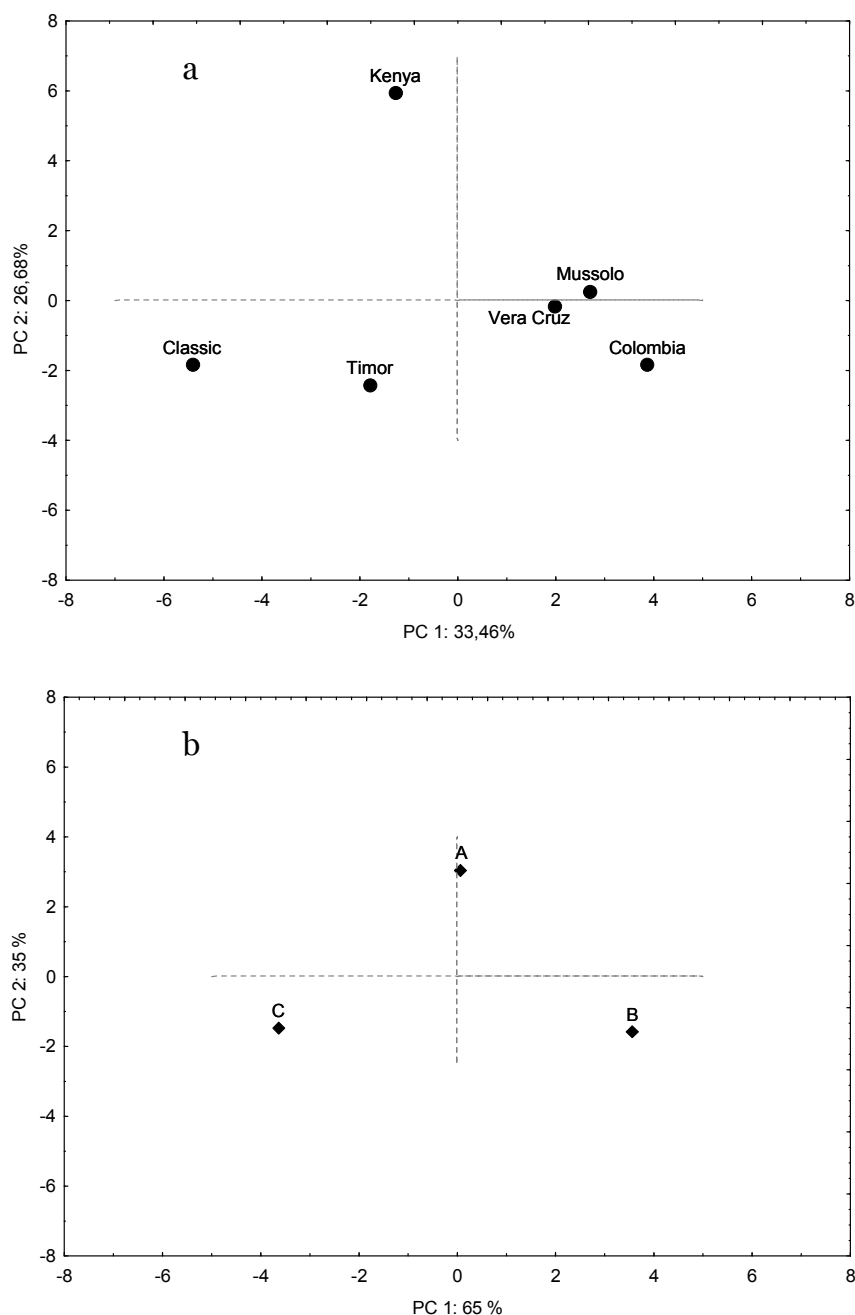 8
a
Kenya
6
4
2
Mussolo
0
Vera Cruz
Classic
Timor
Colombia
-2
-4
-6
-8
PC 2: 26,68%
-8 -6 -4 -2 0 2 4 6 8
PC 1: 33,46%
8
b
6
4
A
2
0
C
B
-2
-4
-6
-8
PC 2: 35 %
-8 -6 -4 -2 0 2 4 6 8
PC 1: 65 %